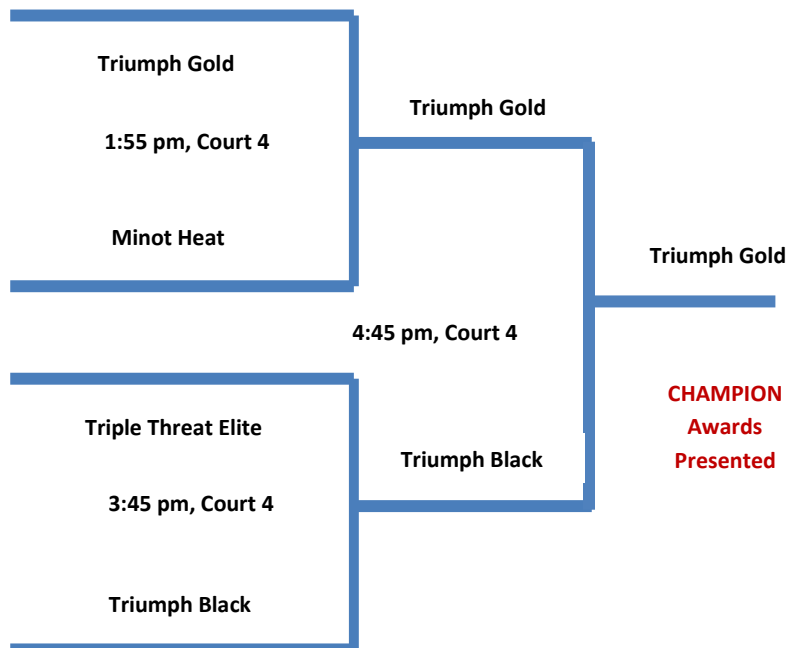 Triumph Gold
1:55 pm, Court 4
Minot Heat
Triumph Gold
Triumph Gold
4:45 pm, Court 4
Triple Threat Elite
3:45 pm, Court 4
Triumph Black
Triumph Black
CHAMPION
Awards
Presented